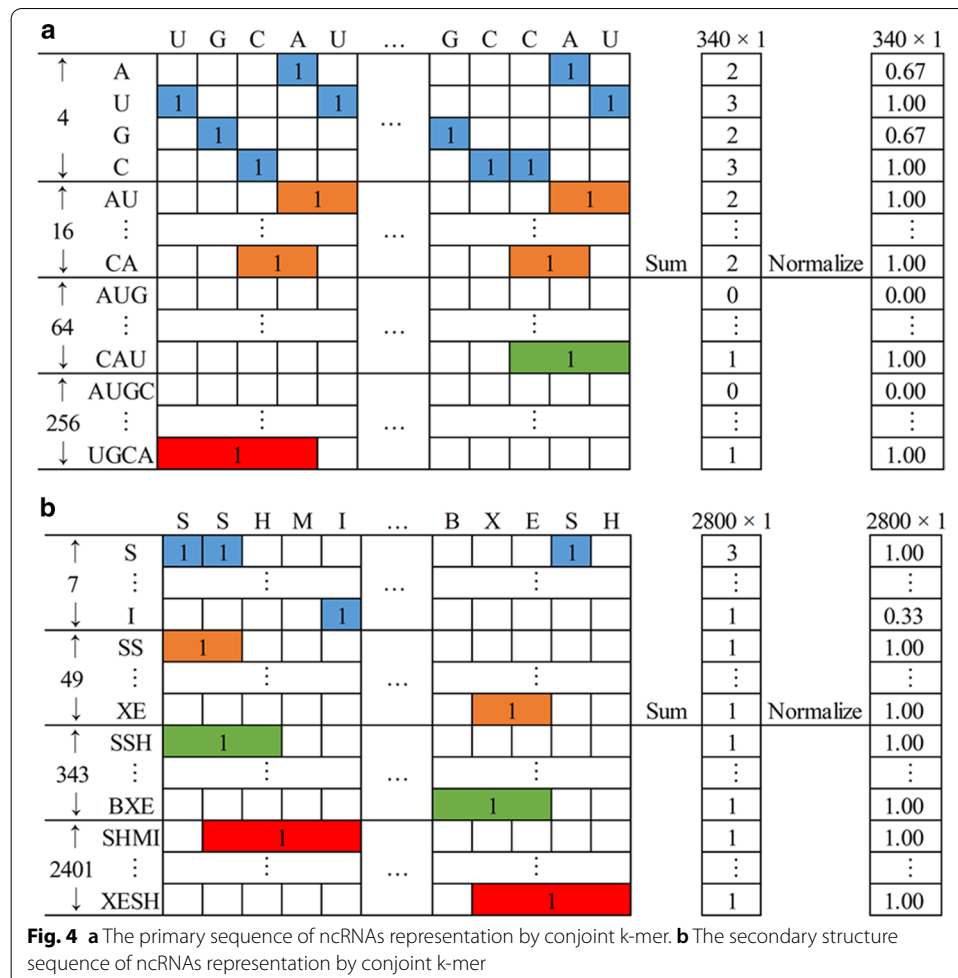 a
U G C A U ... G C C A U 340 × 1 340 × 1
↑ A 1 1 2 0.67
U 1 1 1 3 1.00
4 ...
G 1 1 2 0.67
↓ C 1 1 1 3 1.00
↑ AU 1 1 2 1.00
16 ⋮ ⋮ ... ⋮ ⋮ ⋮
↓ CA 1 1 Sum 2 Normalize 1.00
↑ AUG 0 0.00
64 ⋮ ⋮ ... ⋮ ⋮ ⋮
↓ CAU 1 1 1.00
↑ AUGC 0 0.00
256 ⋮ ⋮ ... ⋮ ⋮ ⋮
↓ UGCA 1 1 1.00
b
S S H M I ... B X E S H 2800 × 1 2800 × 1
↑ S 1 1 1 3 1.00
7 ⋮ ⋮ ... ⋮ ⋮ ⋮
↓ I 1 1 0.33
↑ SS 1 1 1.00
49 ⋮ ⋮ ... ⋮ ⋮ ⋮
↓ XE 1 Sum 1 Normalize 1.00
↑ SSH 1 1 1.00
343 ⋮ ⋮ ... ⋮ ⋮ ⋮
↓ BXE 1 1 1.00
↑ SHMI 1 1 1.00
2401 ⋮ ⋮ ... ⋮ ⋮ ⋮
↓ XESH 1 1 1.00
Fig. 4 a The primary sequence of ncRNAs representation by conjoint k-mer. b The secondary structure
sequence of ncRNAs representation by conjoint k-mer